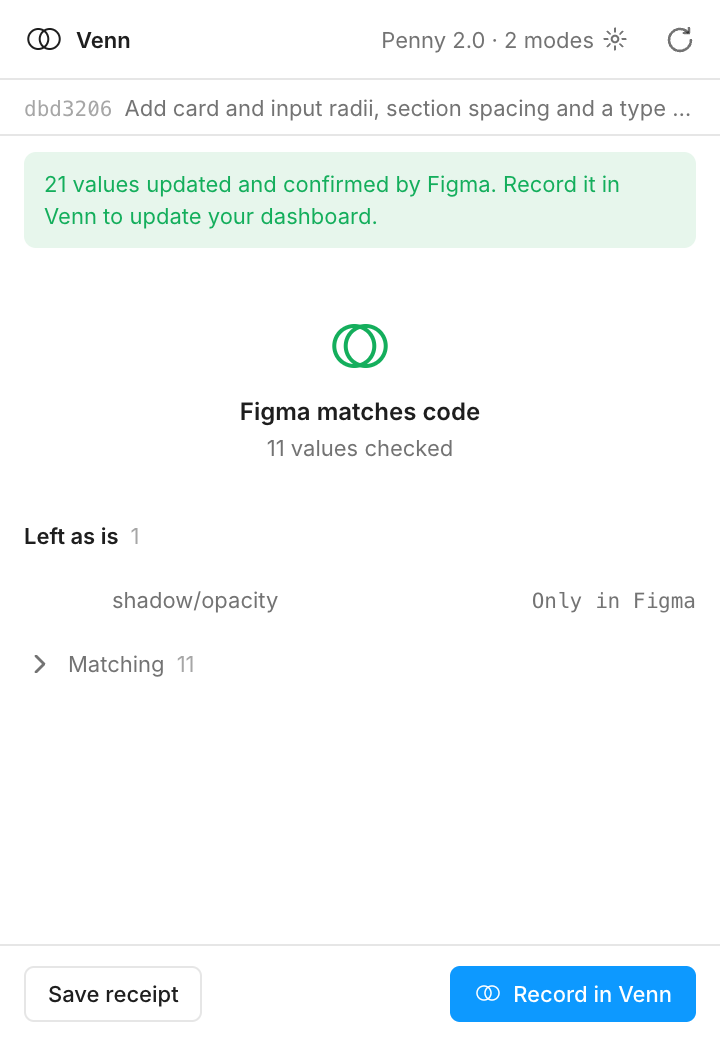 Venn
Penny 2.0 · 2 modes
dbd3206 Add card and input radii, section spacing and a type ...
21 values updated and confirmed by Figma. Record it in
Venn to update your dashboard.
Figma matches code
11 values checked
Left as is 1
shadow/opacity Only in Figma
Matching 11
Save receipt
Record in Venn